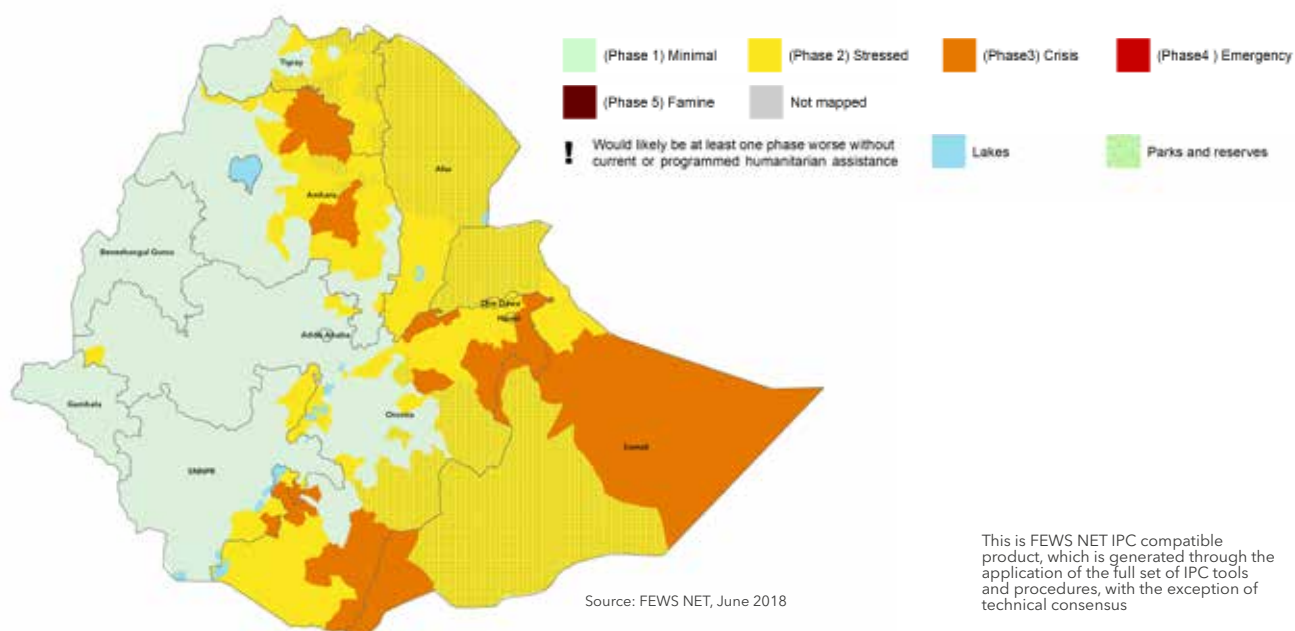 (Phase 1) Minimal
(Phase 2) Stressed
(Phase3) Crisis
(Phase4 ) Emergency
(Phase 5) Famine
Not mapped
! Would likely be at least one phase worse without
current or programmed humanitarian assistance
Lakes
Parks and reserves
Tigray
Afar
Amhara
Beneshangul Gumuz
Dire Dawa
Harari
Addis Ababa
Gambela
Oromia
Somali
SNNPR
Source: FEWS NET, June 2018
This is FEWS NET IPC compatible
product, which is generated through the
application of the full set of IPC tools
and procedures, with the exception of
technical consensus